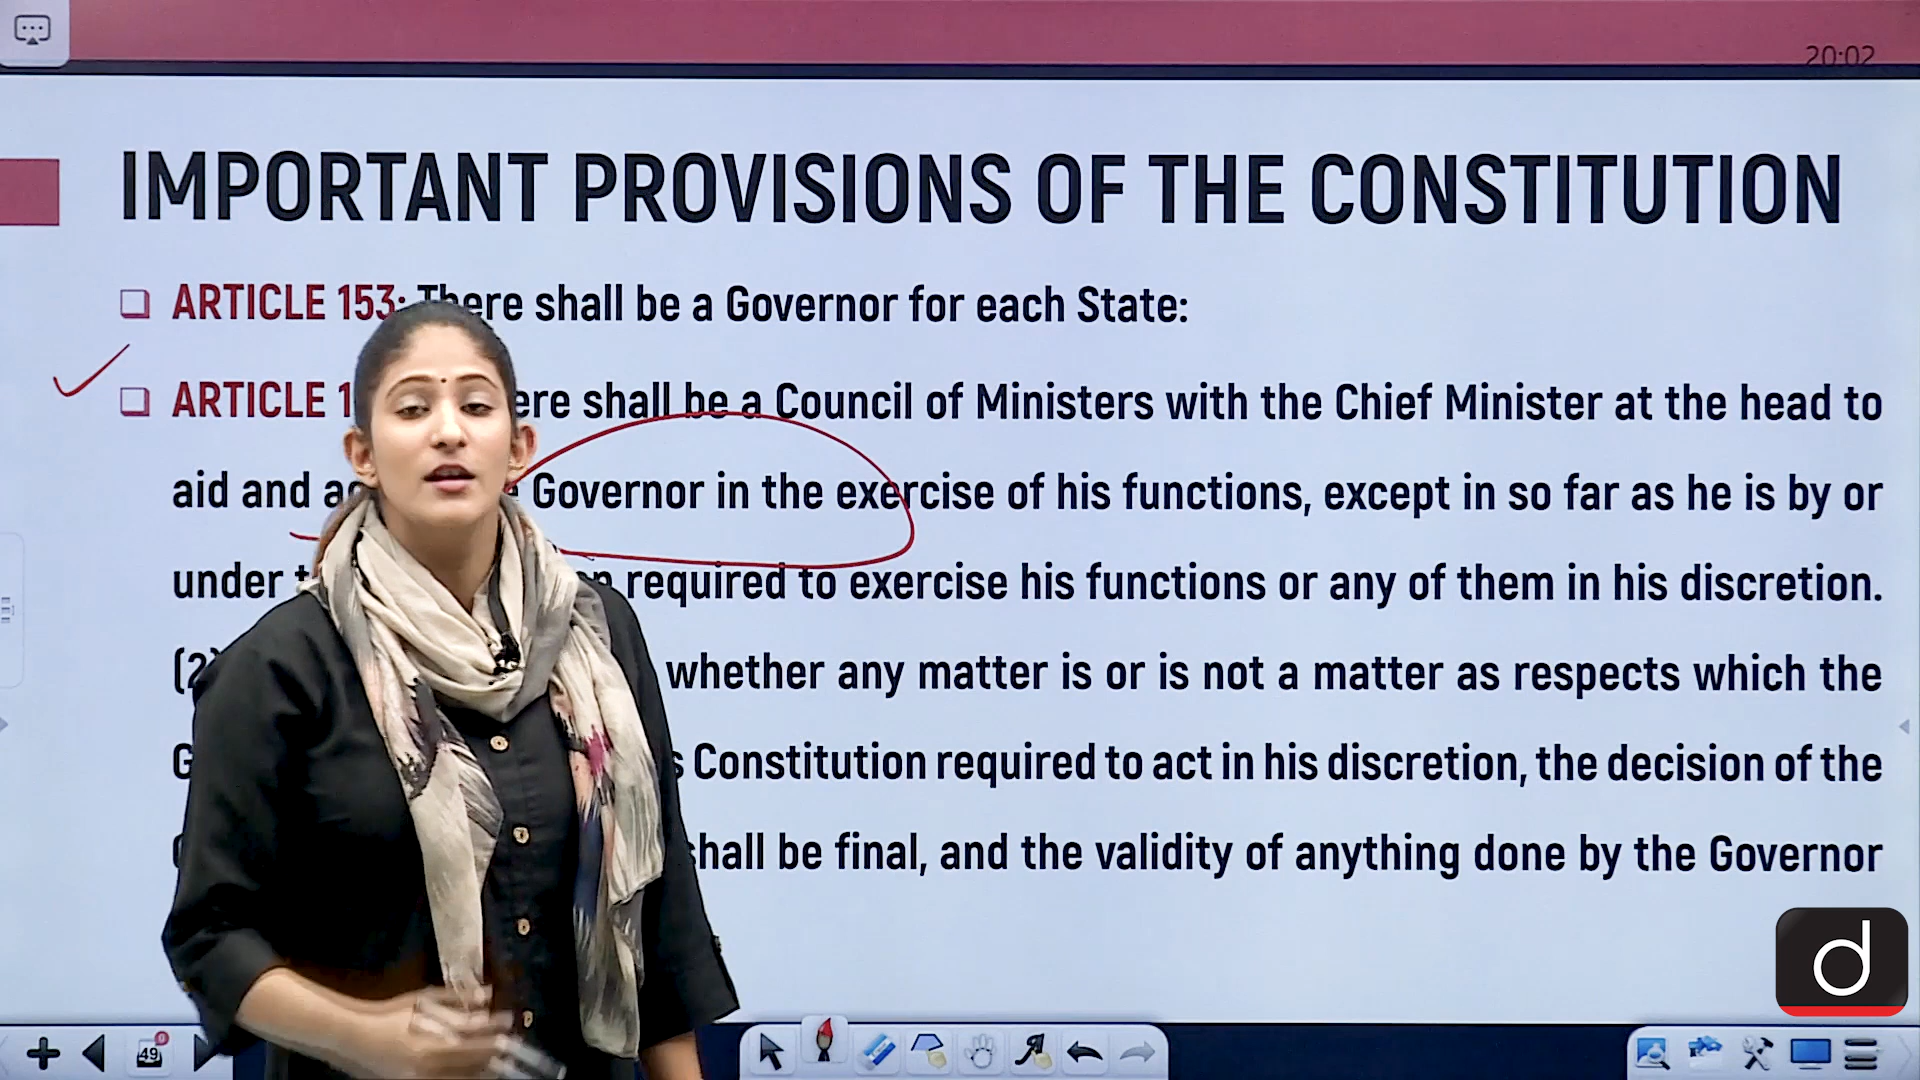 20:02
IMPORTANT PROVISIONS OF THE CONSTITUTION
ARTICLE 153: There shall be a Governor for each State:
ARTICLE shall be a Council of Ministers with the Chief Minister at the head to
aid and Governor in the exercise of his functions, except in so far as he is by or
under required to exercise his functions or any of them in his discretion.
(2) whether any matter is or is not a matter as respects which the
Constitution required to act in his discretion, the decision of the
shall be final, and the validity of anything done by the Governor
d
49